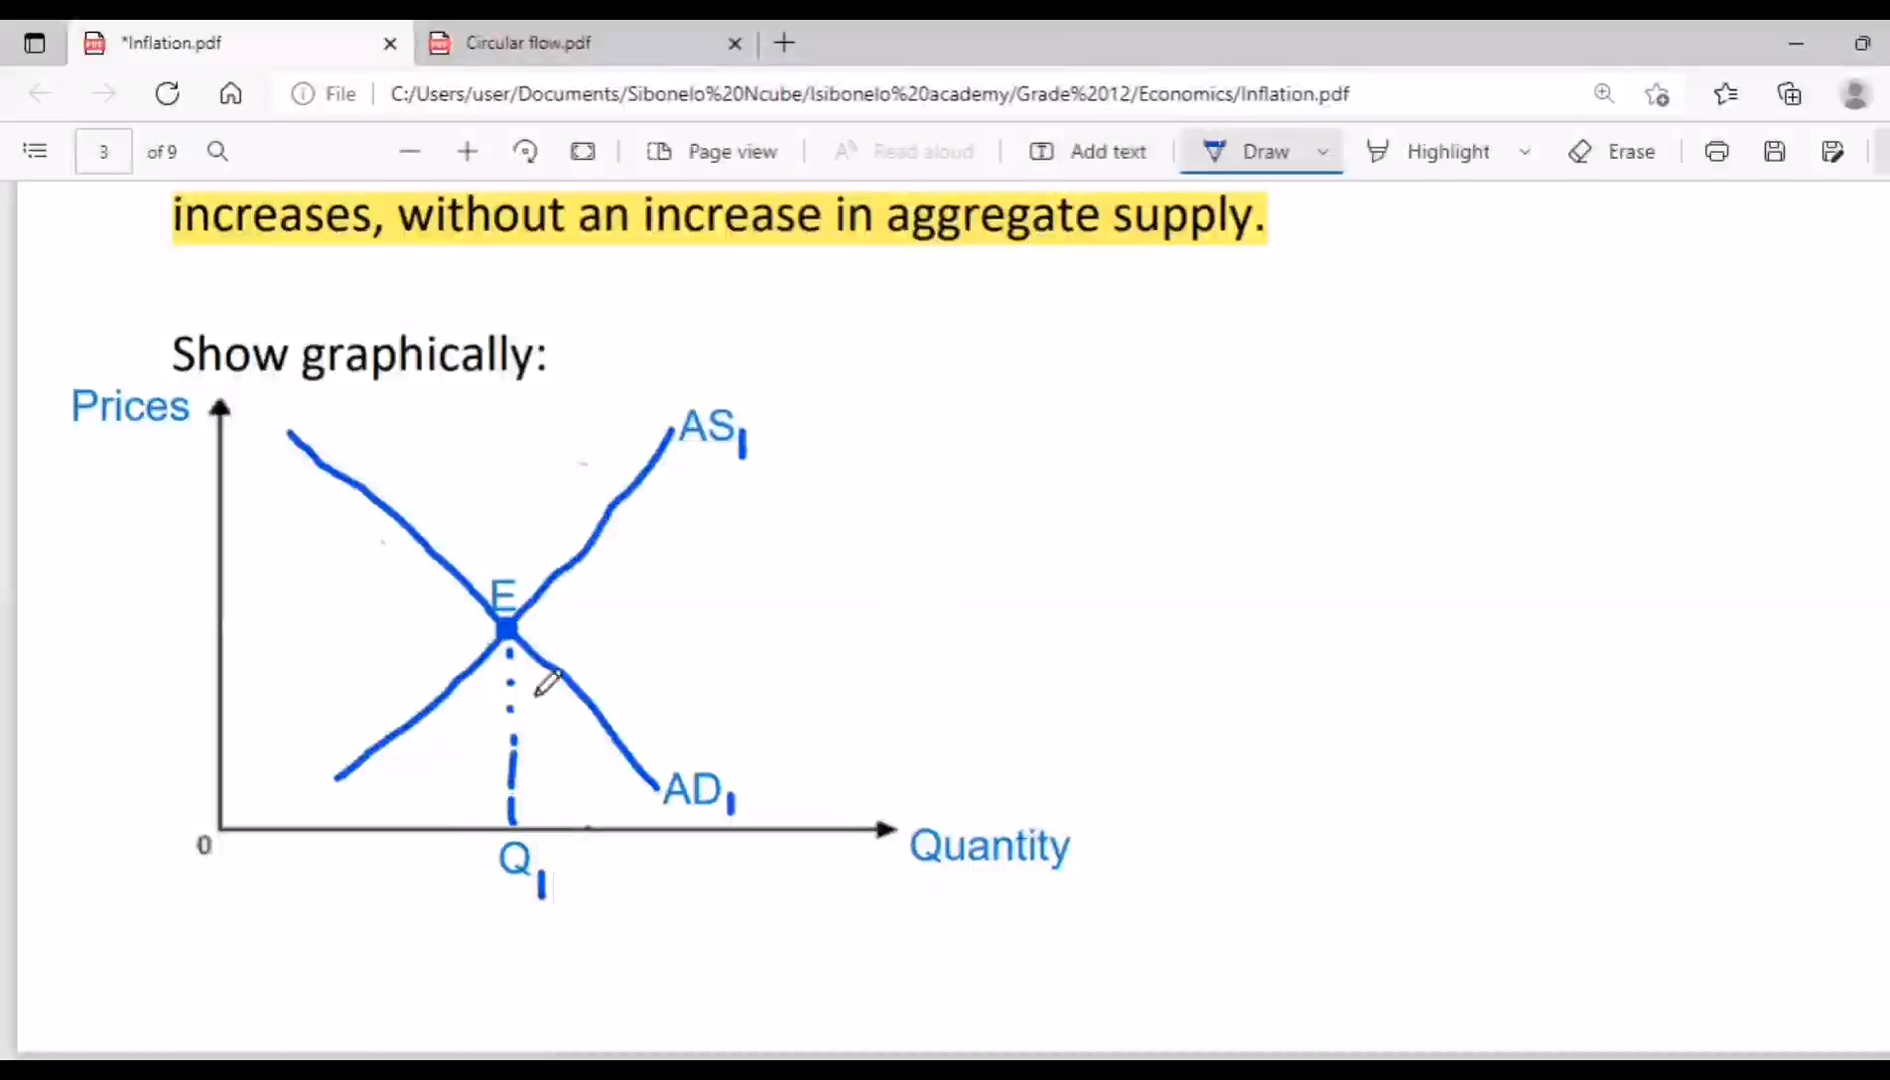 *Inflation.pdf
Circular flow.pdf
File
C:/Users/user/Documents/Sibonelo%20Ncube/Isibonelo%20academy/Grade%2012/Economics/Inflation.pdf
3 of 9
Page view
Read aloud
Add text
Draw
Highlight
Erase
increases, without an increase in aggregate supply.
Show graphically:
Prices
AS1
E
AD1
0
Q1
Quantity